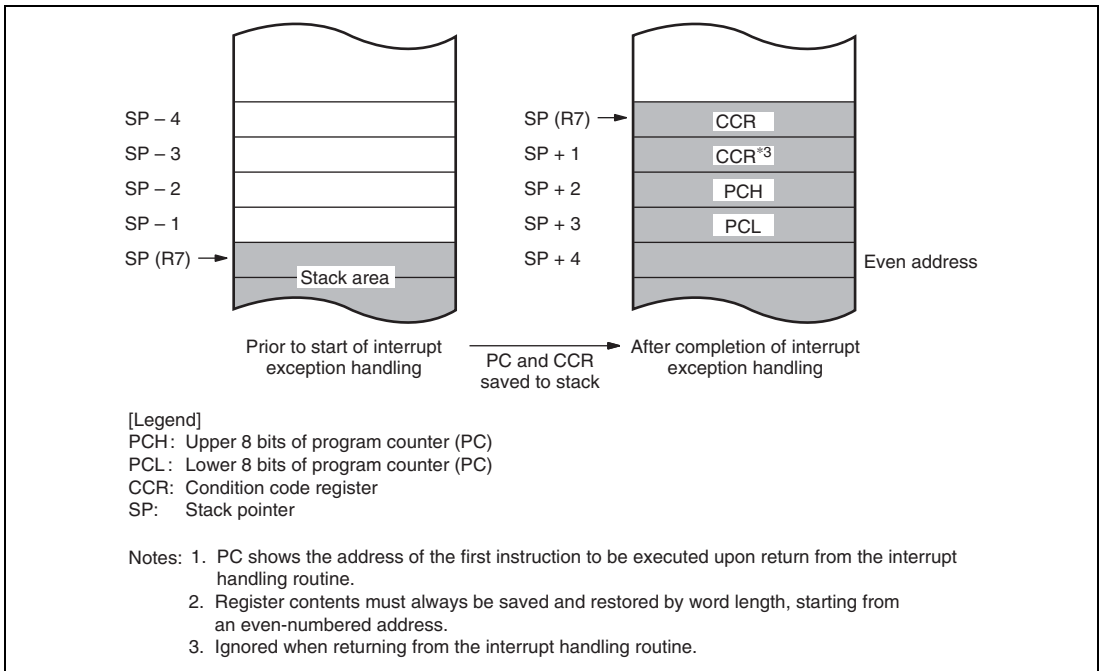 SP – 4
SP – 3
SP – 2
SP – 1
SP (R7)
Stack area
SP (R7)
SP + 1
SP + 2
SP + 3
SP + 4
CCR
CCR*3
PCH
PCL
Even address
Prior to start of interrupt
exception handling
PC and CCR
saved to stack
After completion of interrupt
exception handling
[Legend]
PCH: Upper 8 bits of program counter (PC)
PCL: Lower 8 bits of program counter (PC)
CCR: Condition code register
SP: Stack pointer
Notes: 1. PC shows the address of the first instruction to be executed upon return from the interrupt
handling routine.
2. Register contents must always be saved and restored by word length, starting from
an even-numbered address.
3. Ignored when returning from the interrupt handling routine.